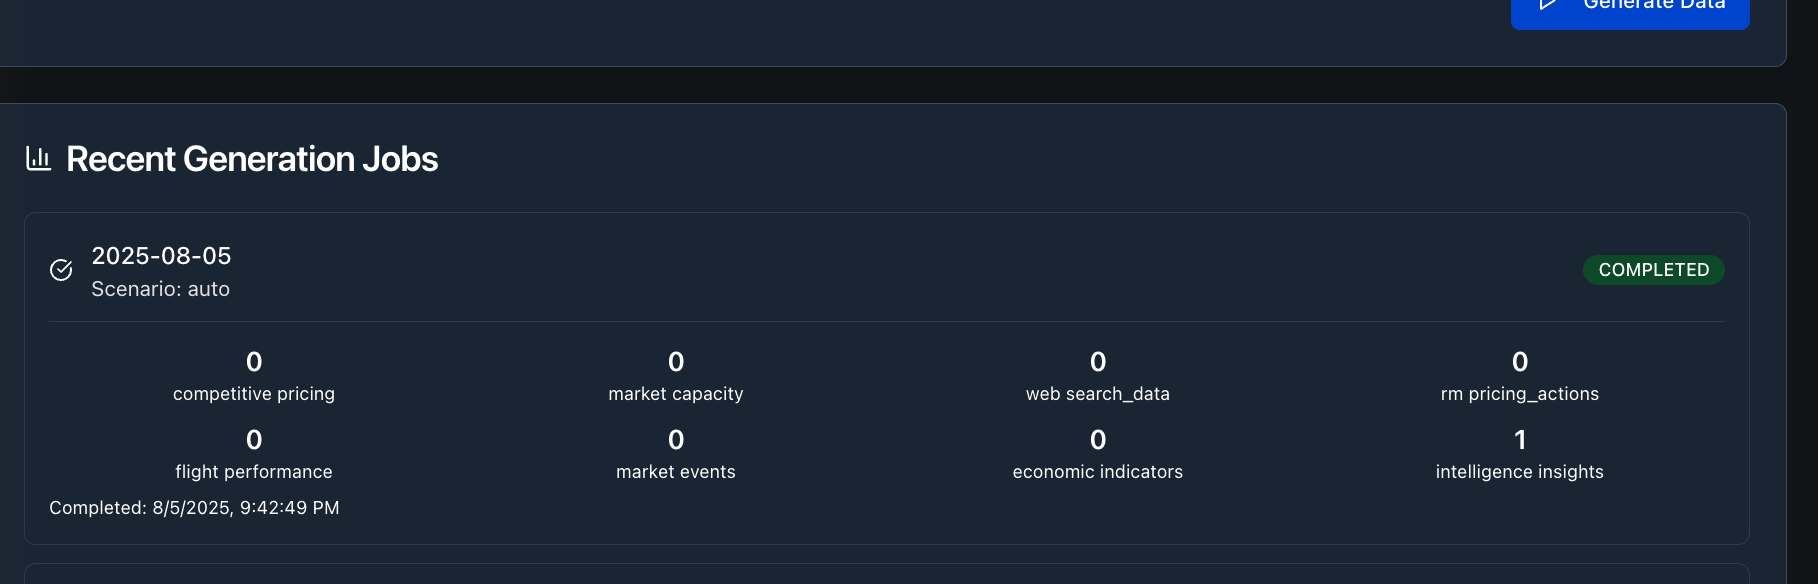 Generate Data
Recent Generation Jobs
2025-08-05
Scenario: auto
COMPLETED
0
competitive pricing
0
market capacity
0
web search_data
0
rm pricing_actions
0
flight performance
0
market events
0
economic indicators
1
intelligence insights
Completed: 8/5/2025, 9:42:49 PM